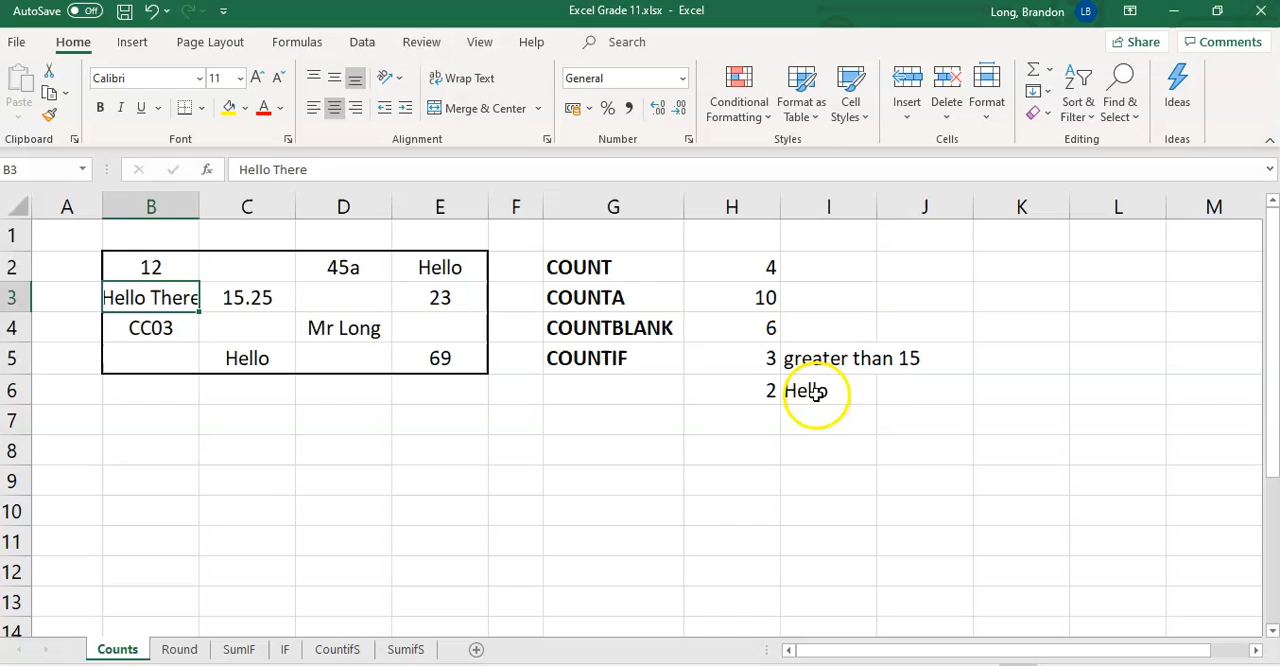 AutoSave Off Excel Grade 11.xlsx - Excel Long, Brandon LB
File Home Insert Page Layout Formulas Data Review View Help Search Share Comments
Paste Calibri 11 Wrap Text General Conditional Formatting Format as Table Cell Styles Insert Delete Format Sort & Filter Find & Select Ideas
B I U Merge & Center % 9
Clipboard Font Alignment Number Styles Cells Editing Ideas
B3 fx Hello There
A B C D E F G H I J K L M
1
2 12 45a Hello COUNT 4
3 Hello There 15.25 23 COUNTA 10
4 CC03 Mr Long COUNTBLANK 6
5 Hello 69 COUNTIF 3 greater than 15
6 2 Hello
7
8
9
10
11
12
13
14
Counts Round SumIF IF CountifS SumifS